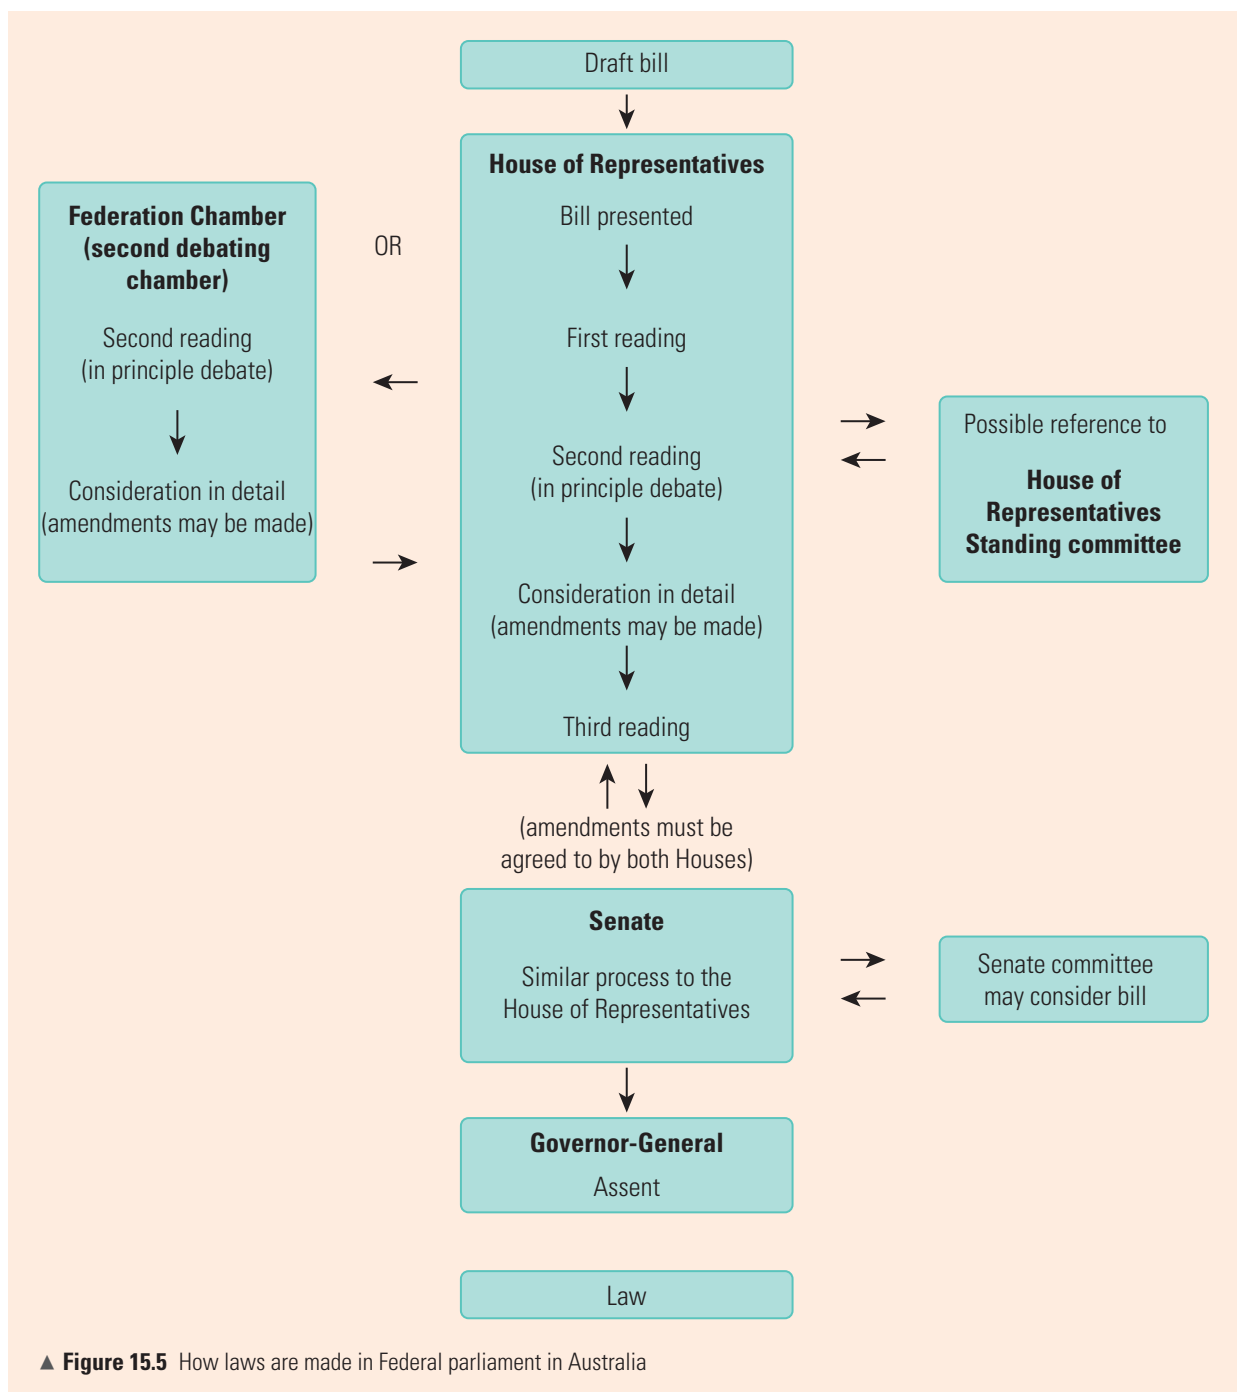 Draft bill
House of Representatives
Bill presented
First reading
Second reading
(in principle debate)
Consideration in detail
(amendments may be made)
Third reading
Federation Chamber
(second debating
chamber)
Second reading
(in principle debate)
Consideration in detail
(amendments may be made)
OR
Possible reference to
House of
Representatives
Standing committee
(amendments must be
agreed to by both Houses)
Senate
Similar process to the
House of Representatives
Senate committee
may consider bill
Governor-General
Assent
Law
▲ Figure 15.5 How laws are made in Federal parliament in Australia